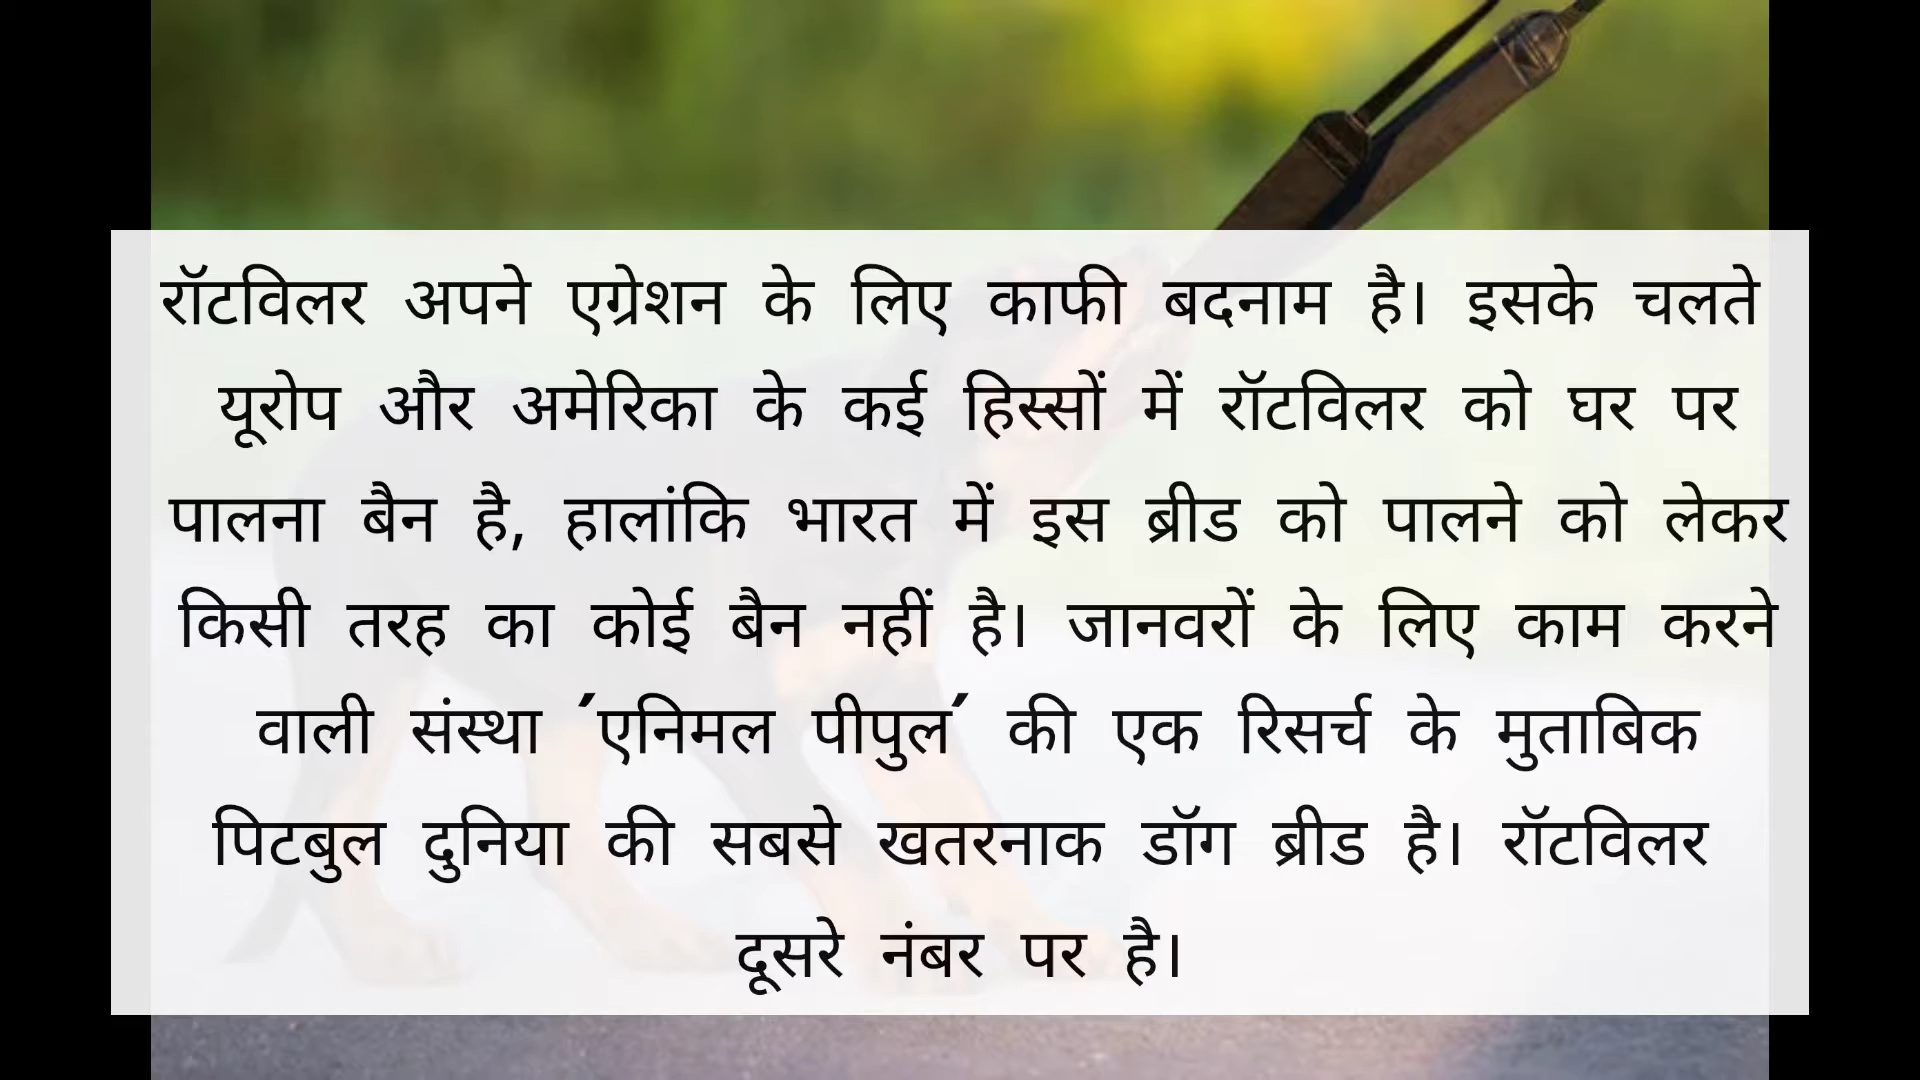 रॉटविलर अपने एग्रेशन के लिए काफी बदनाम है। इसके चलते
यूरोप और अमेरिका के कई हिस्सों में रॉटविलर को घर पर
पालना बैन है, हालांकि भारत में इस ब्रीड को पालने को लेकर
किसी तरह का कोई बैन नहीं है। जानवरों के लिए काम करने
वाली संस्था ´एनिमल पीपुल´ की एक रिसर्च के मुताबिक
पिटबुल दुनिया की सबसे खतरनाक डॉग ब्रीड है। रॉटविलर
दूसरे नंबर पर है।